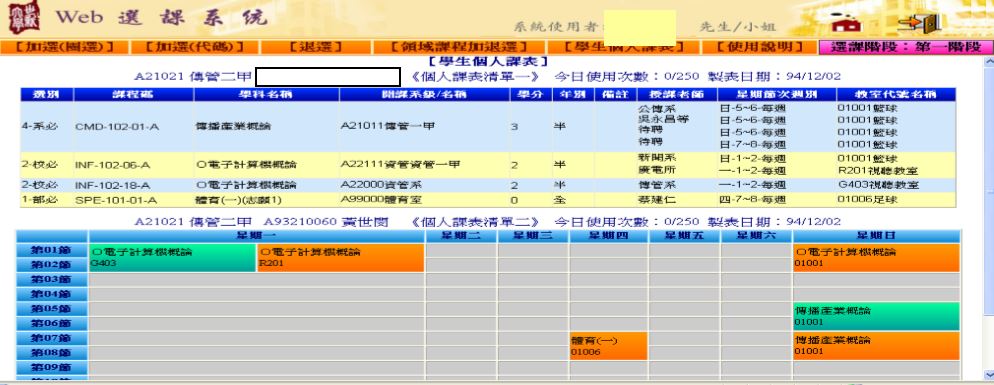 Web 選課系統
系統使用者: 先生/小姐
【加選(圈選)】 【加選(代碼)】 【退選】 【領域課程加退選】 【學生個人課表】 【使用說明】 選課階段：第一階段
【學生個人課表】
A21021 傳管二甲 《個人課表清單一》 今日使用次數：0/250 製表日期：94/12/02
選別 課程碼 學科名稱 開課系級/名稱 學分 年別 備註 授課老師 星期節次週別 教室代號名稱
4-系必 CMD-102-01-A 傳播產業概論 A21011傳管一甲 3 半
公傳系 日-5~6-每週 01001籃球
吳永昌等 日-5~6-每週 01001籃球
待聘 日-5~6-每週 01001籃球
待聘 日-7~8-每週 01001籃球
2-校必 INF-102-06-A O電子計算機概論 A22111資管資管一甲 2 半
新聞系 日-1~2-每週 01001籃球
廣電所 一-1~2-每週 R201視聽教室
2-校必 INF-102-18-A O電子計算機概論 A22000資管系 2 半 傳管系 一-1~2-每週 G403視聽教室
1-部必 SPE-101-01-A 體育(一)(志願1) A99000體育室 0 全 蔡建仁 四-7~8-每週 01006足球
A21021 傳管二甲 A93210060 黃世閔 《個人課表清單二》 今日使用次數：0/250 製表日期：94/12/02
星期一 星期二 星期三 星期四 星期五 星期六 星期日
第01節 O電子計算機概論 O電子計算機概論 O電子計算機概論
第02節 G403 R201 01001
第03節
第04節
第05節 傳播產業概論
第06節 01001
第07節 體育(一) 傳播產業概論
第08節 01006 01001
第09節